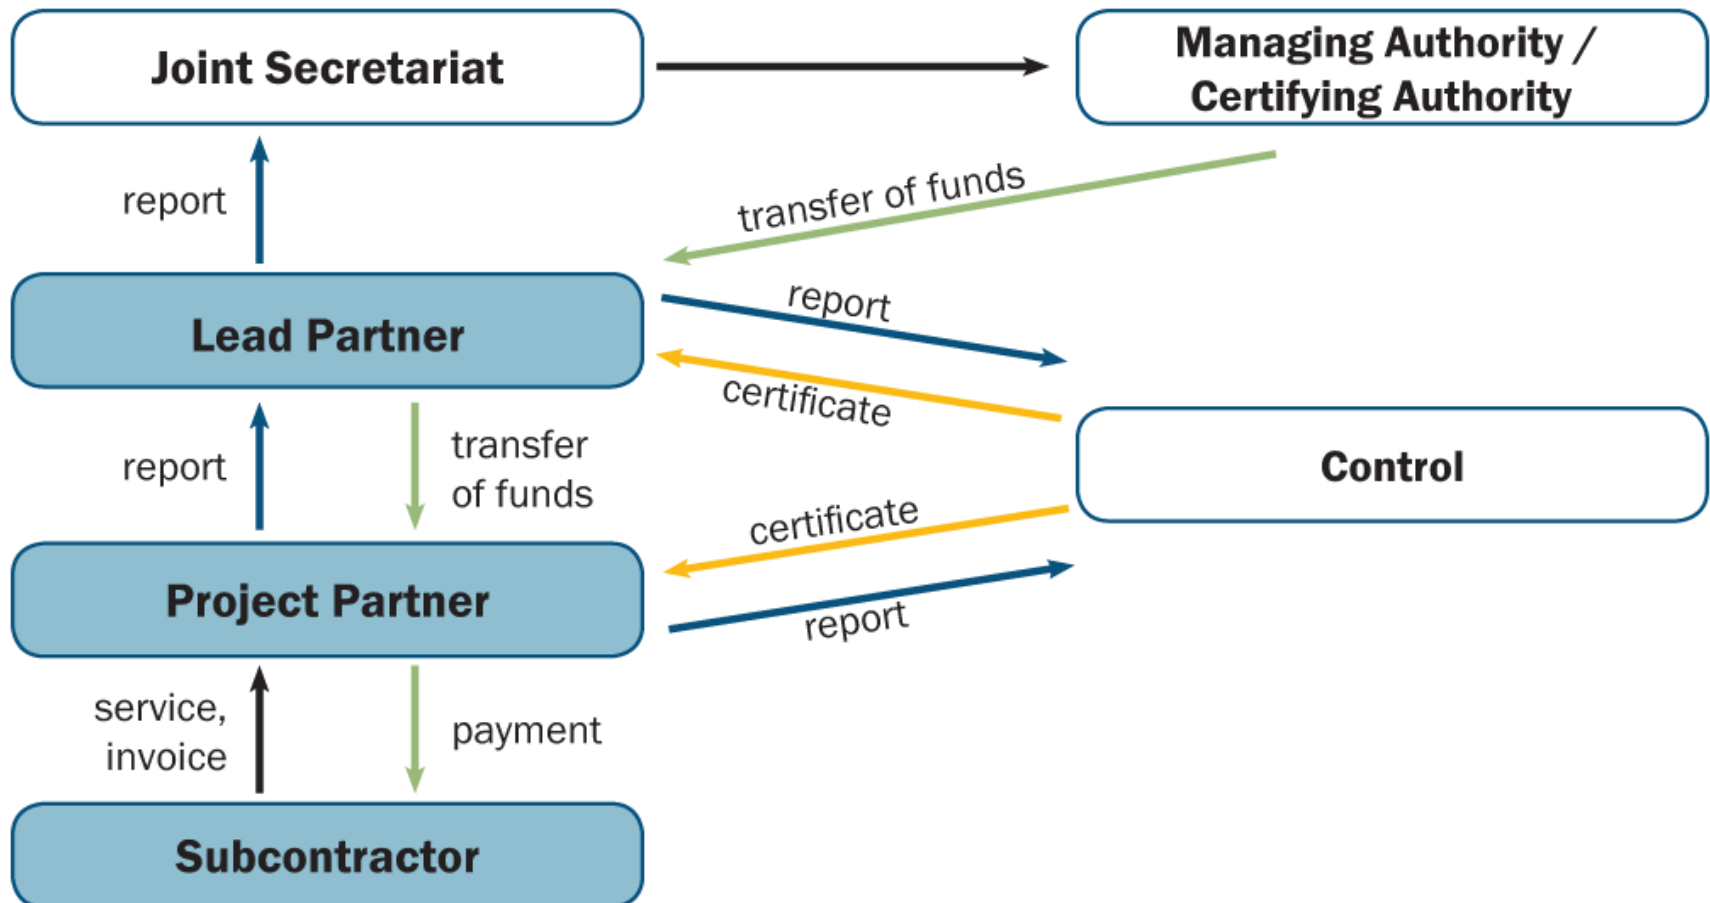 Joint Secretariat
Managing Authority /
Certifying Authority
report
transfer of funds
Lead Partner
report
certificate
report
transfer
of funds
Control
certificate
Project Partner
report
service,
invoice
payment
Subcontractor